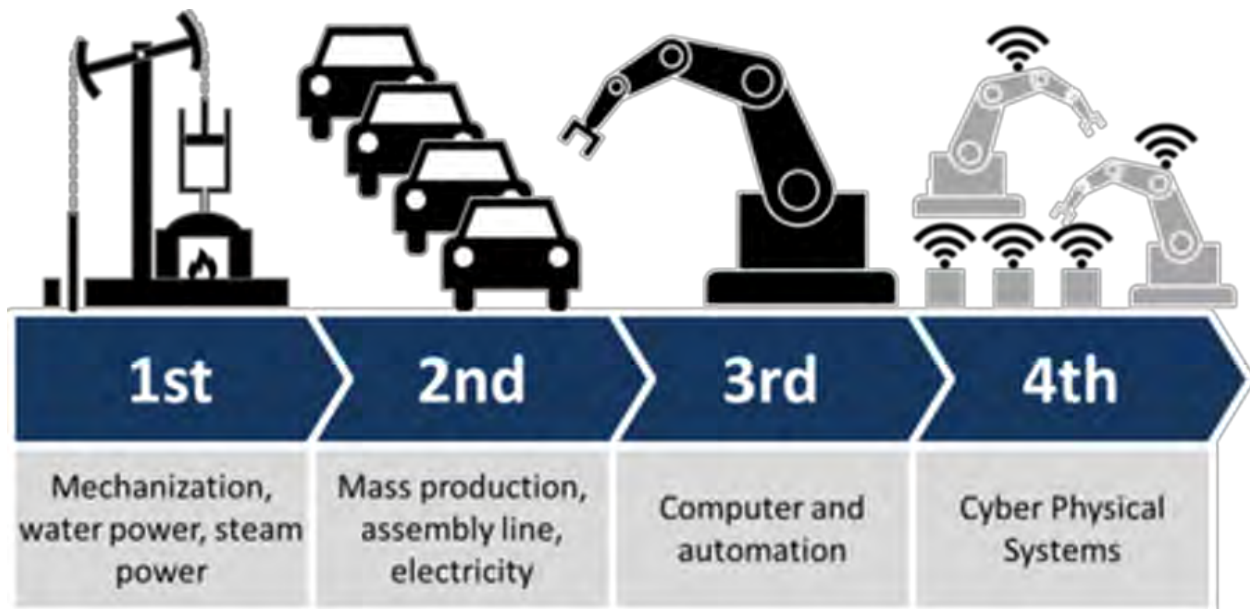 1st
2nd
3rd
4th
Mechanization,
water power, steam
power
Mass production,
assembly line,
electricity
Computer and
automation
Cyber Physical
Systems